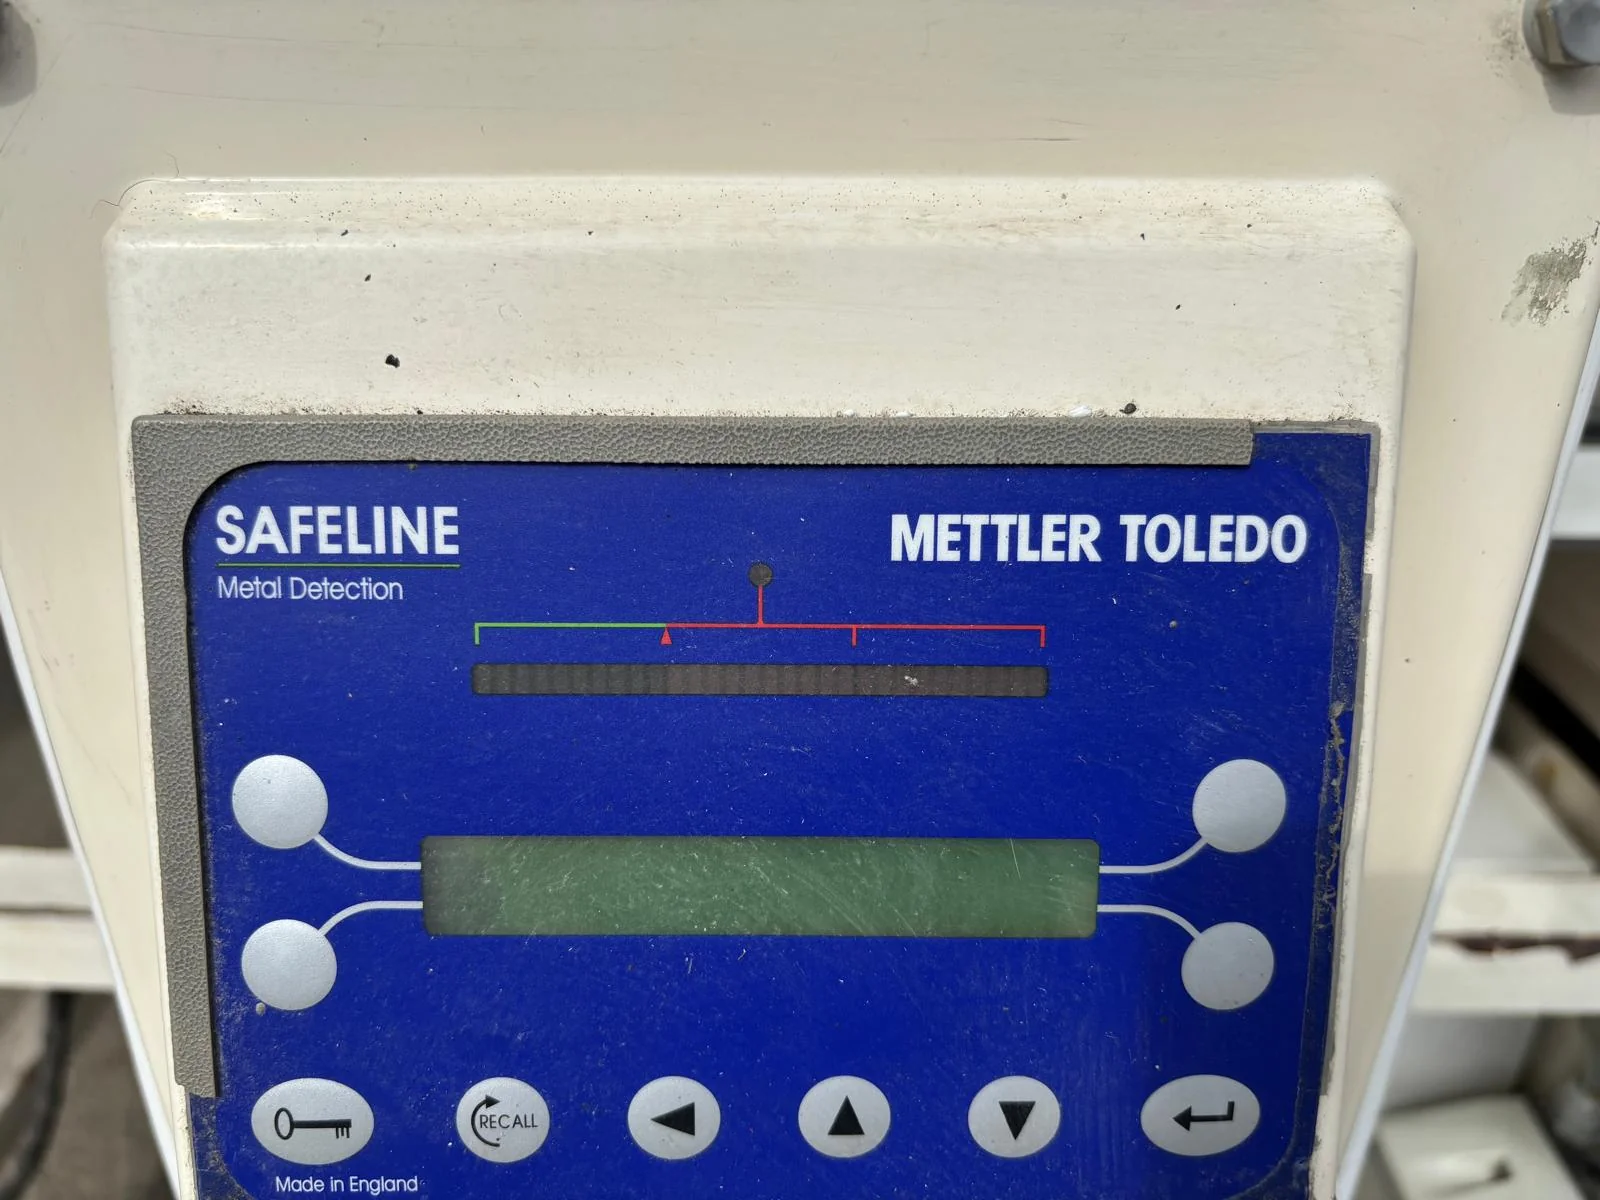 SAFELINE
METTLER TOLEDO
Metal Detection
RECALL
Made in England